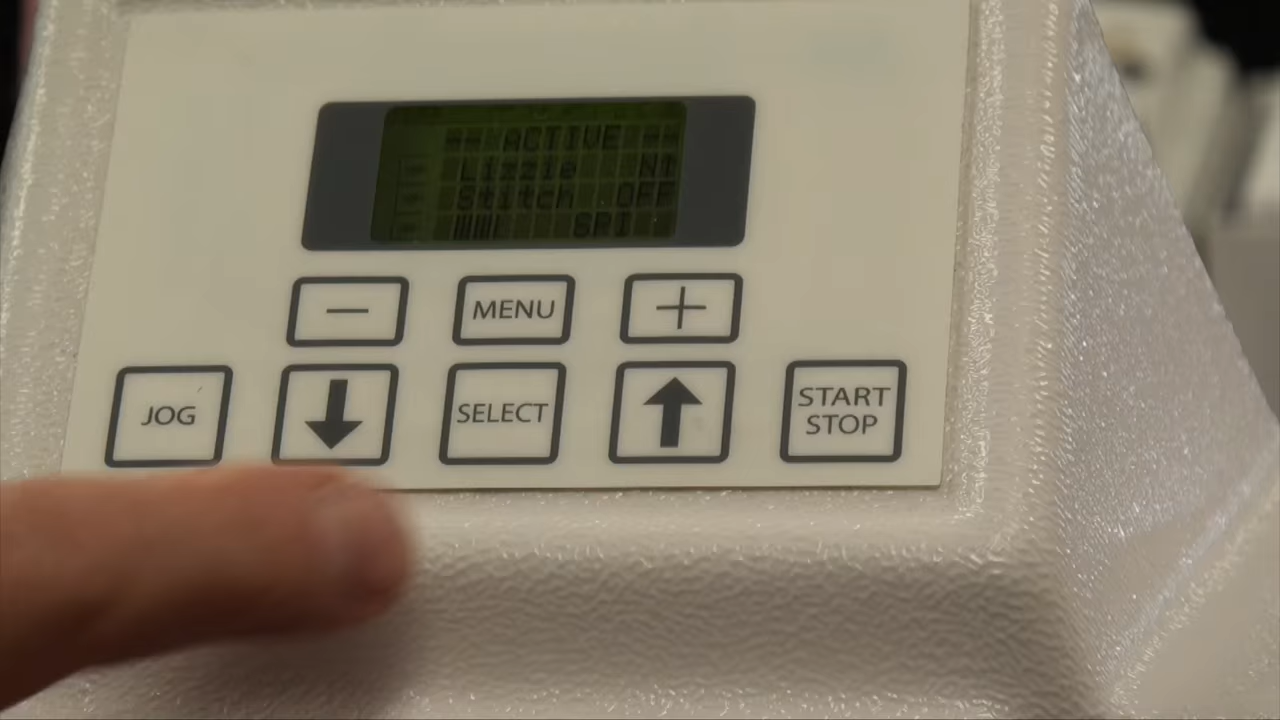 -- ACTIVE --
Lizzie
Stitch OFF
SPI
− MENU +
JOG SELECT START
STOP